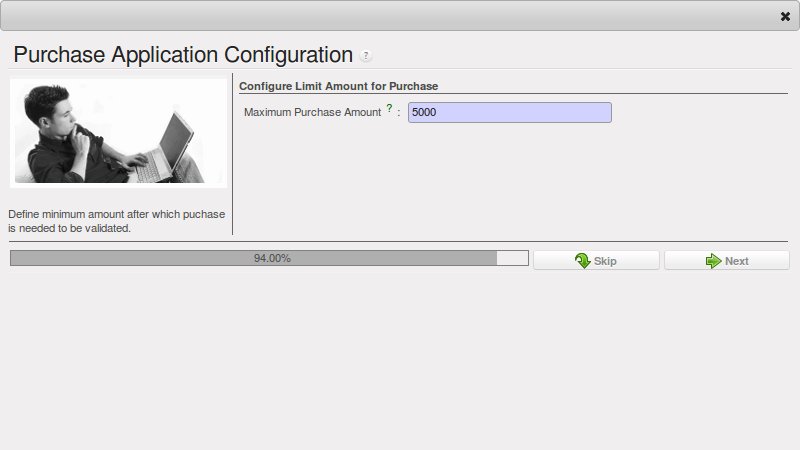 Purchase Application Configuration ?
Configure Limit Amount for Purchase
Maximum Purchase Amount ? : 5000
Define minimum amount after which puchase
is needed to be validated.
94.00%
Skip
Next